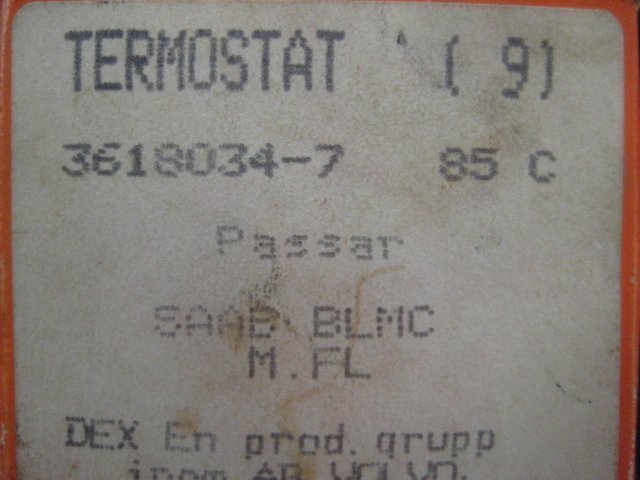 TERMOSTAT ( 9)
3618034-7 85 C
Passar
SAAB BLMC
M.FL
DEX En prod.grupp
inom AB VOLVO.